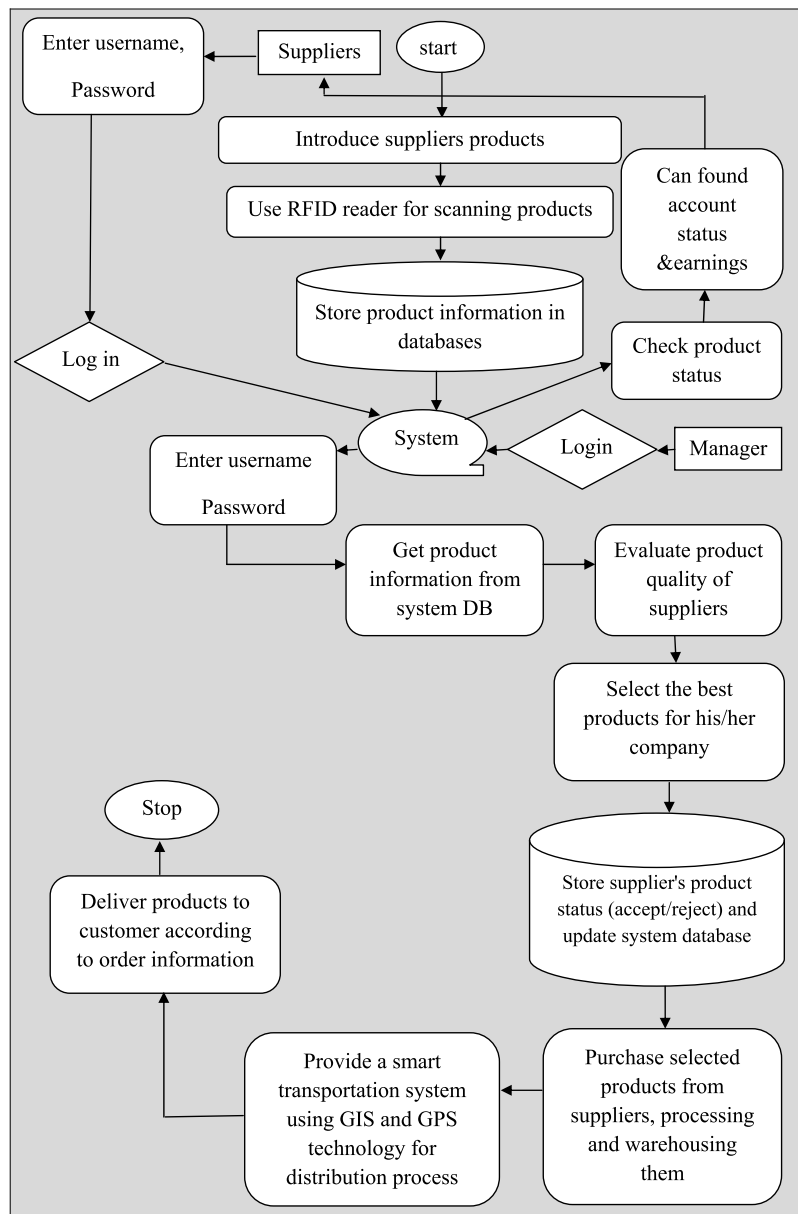 Enter username,
Password
Suppliers
start
Introduce suppliers products
Use RFID reader for scanning products
Can found
account
status
&earnings
Store product information in
databases
Log in
Check product
status
System
Login
Manager
Enter username
Password
Get product
information from
system DB
Evaluate product
quality of
suppliers
Select the best
products for his/her
company
Stop
Store supplier's product
status (accept/reject) and
update system database
Deliver products to
customer according
to order information
Provide a smart
transportation system
using GIS and GPS
technology for
distribution process
Purchase selected
products from
suppliers, processing
and warehousing
them